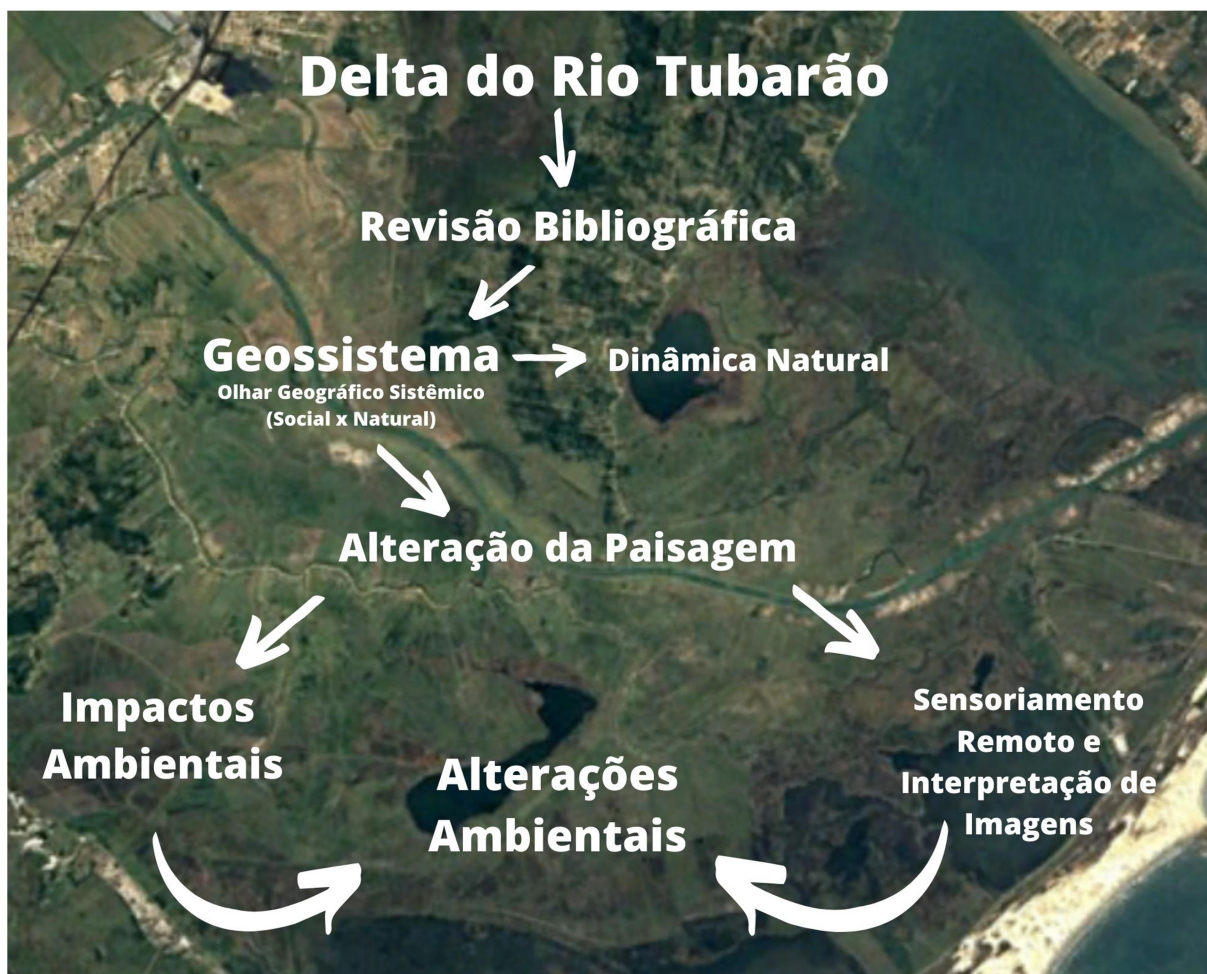 Delta do Rio Tubarão
Revisão Bibliográfica
Geossistema
Dinâmica Natural
Olhar Geográfico Sistêmico
(Social x Natural)
Alteração da Paisagem
Impactos
Ambientais
Alterações
Ambientais
Sensoriamento
Remoto e
Interpretação de
Imagens